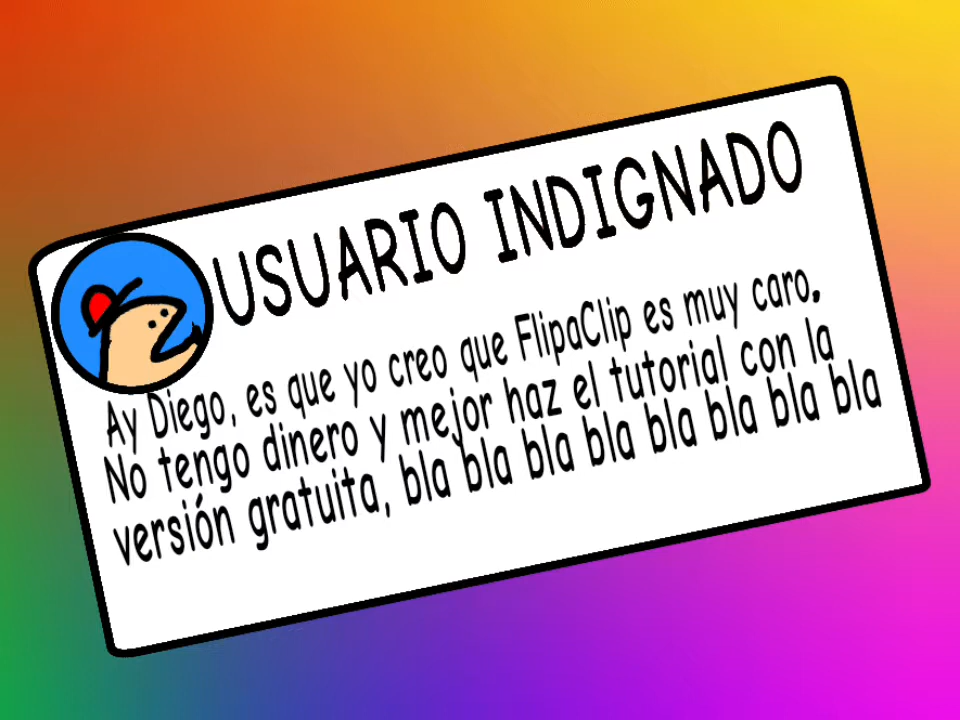 USUARIO INDIGNADO
Ay Diego, es que yo creo que FlipaClip es muy caro,
No tengo dinero y mejor haz el tutorial con la
versión gratuita, bla bla bla bla bla bla bla bla